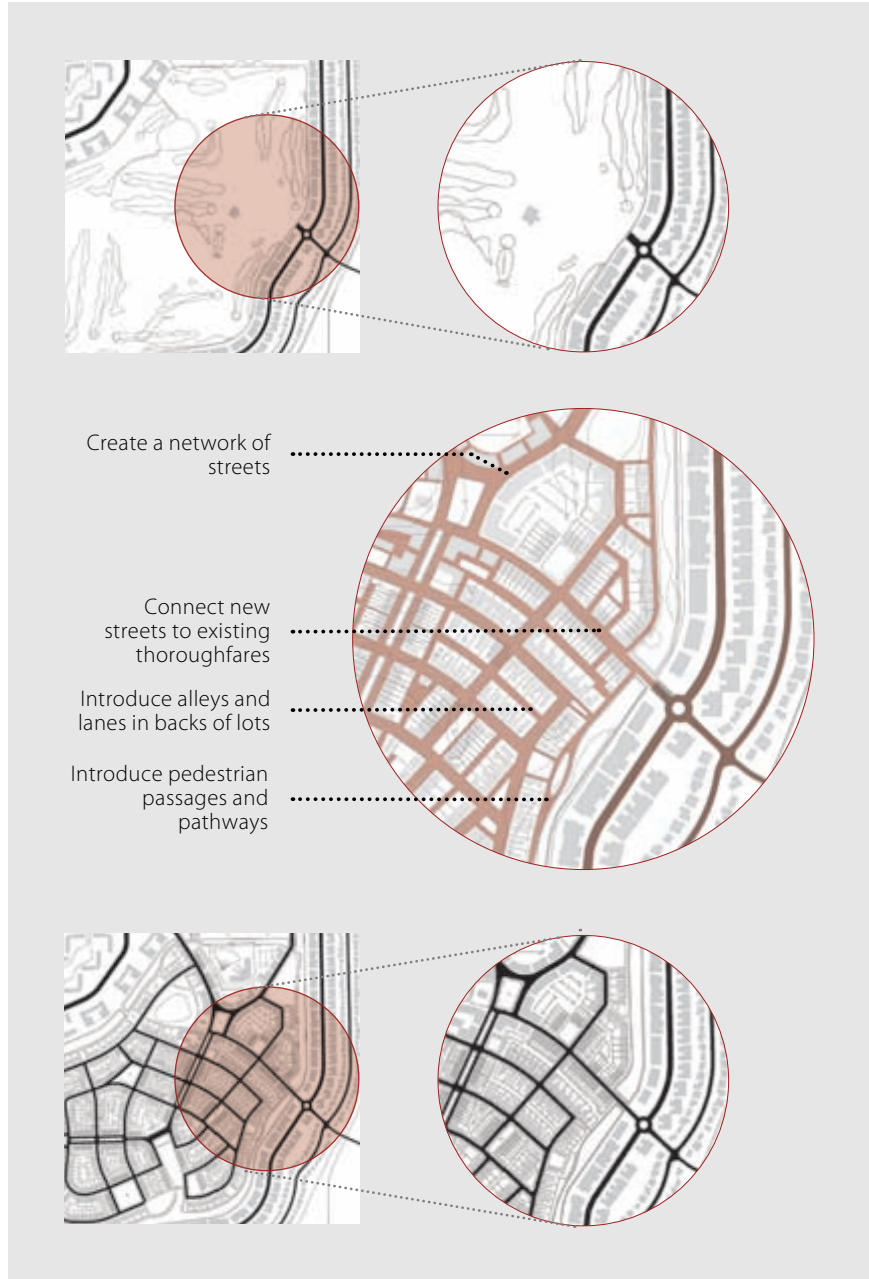 Create a network of
streets
Connect new
streets to existing
thoroughfares
Introduce alleys and
lanes in backs of lots
Introduce pedestrian
passages and
pathways